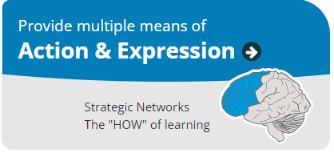 Provide multiple means of
Action & Expression
Strategic Networks
The "HOW" of learning